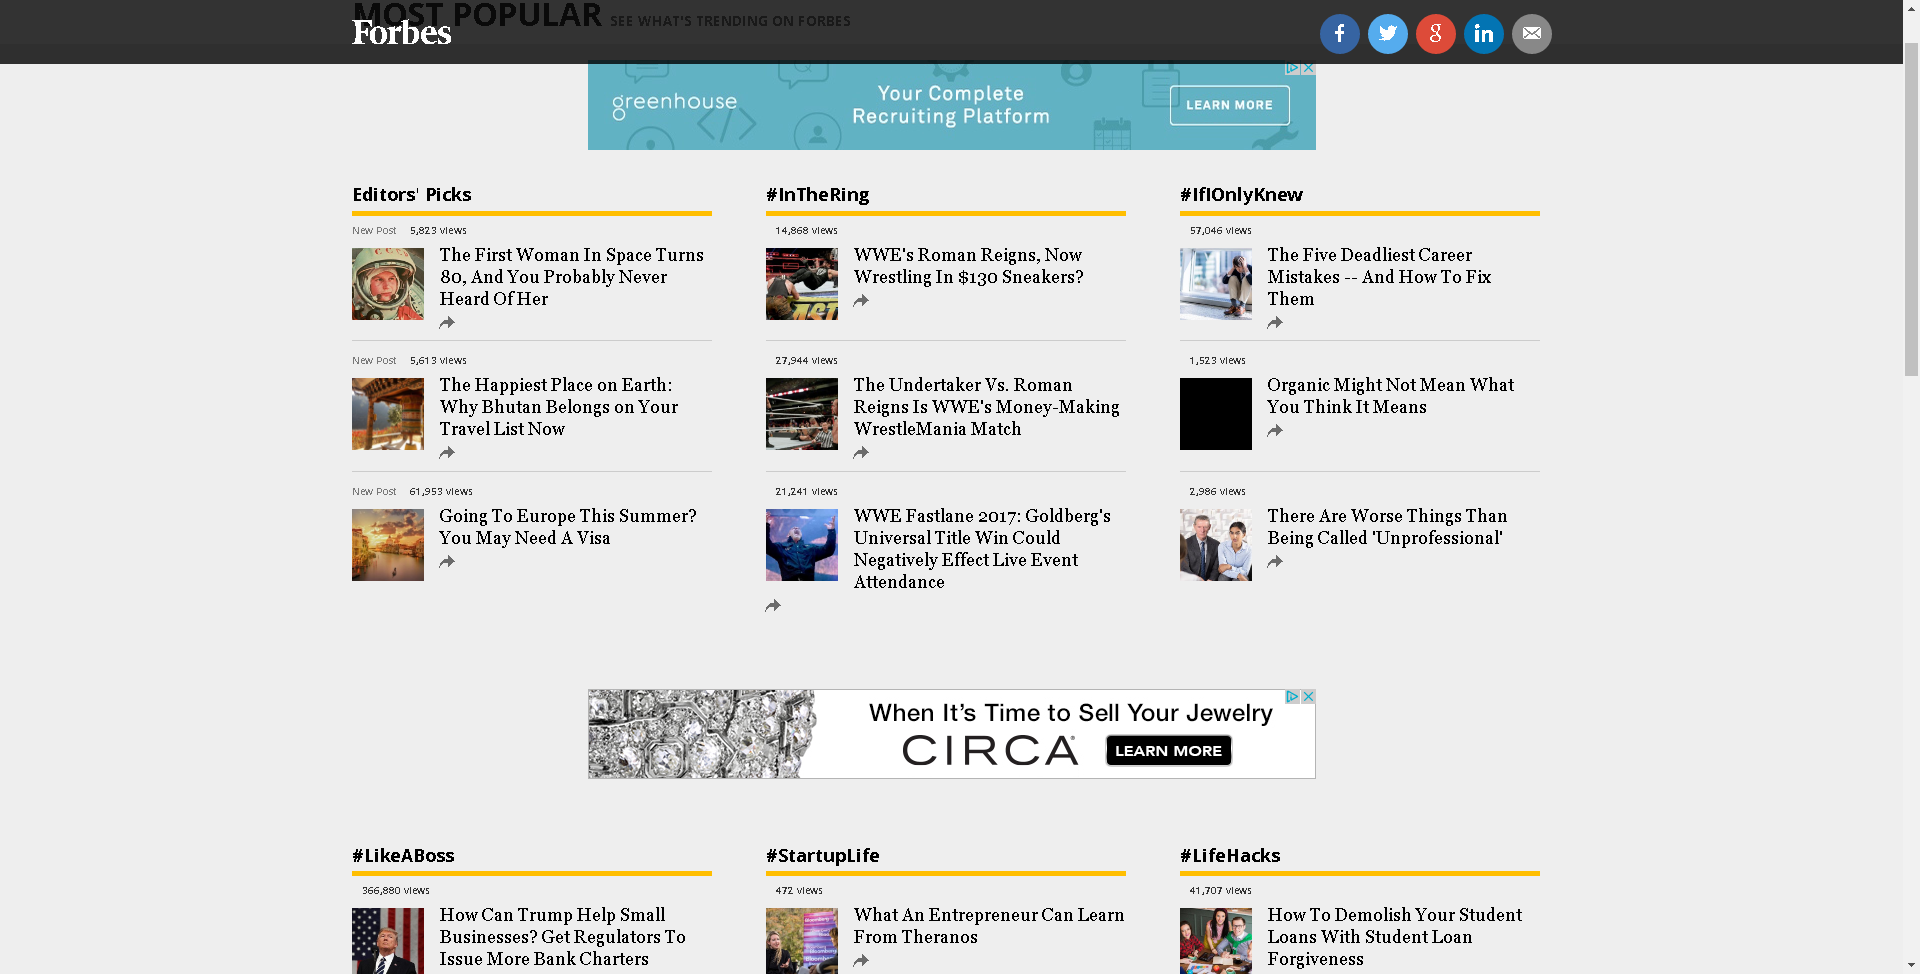 MOST POPULAR SEE WHAT'S TRENDING ON FORBES
Forbes
greenhouse
Your Complete
Recruiting Platform
LEARN MORE
Editors' Picks
New Post 5,823 views
The First Woman In Space Turns
80, And You Probably Never
Heard Of Her
New Post 5,613 views
The Happiest Place on Earth:
Why Bhutan Belongs on Your
Travel List Now
New Post 61,953 views
Going To Europe This Summer?
You May Need A Visa
#InTheRing
14,868 views
WWE's Roman Reigns, Now
Wrestling In $130 Sneakers?
27,944 views
The Undertaker Vs. Roman
Reigns Is WWE's Money-Making
WrestleMania Match
21,241 views
WWE Fastlane 2017: Goldberg's
Universal Title Win Could
Negatively Effect Live Event
Attendance
#IfIOnlyKnew
57,046 views
The Five Deadliest Career
Mistakes -- And How To Fix
Them
1,523 views
Organic Might Not Mean What
You Think It Means
2,986 views
There Are Worse Things Than
Being Called 'Unprofessional'
When It's Time to Sell Your Jewelry
CIRCA
LEARN MORE
#LikeABoss
366,880 views
How Can Trump Help Small
Businesses? Get Regulators To
Issue More Bank Charters
#StartupLife
472 views
What An Entrepreneur Can Learn
From Theranos
#LifeHacks
41,707 views
How To Demolish Your Student
Loans With Student Loan
Forgiveness